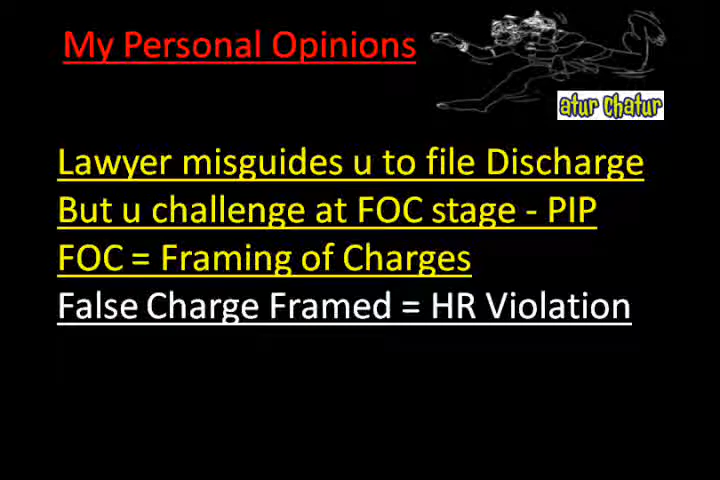 My Personal Opinions
atur chatur
Lawyer misguides u to file Discharge
But u challenge at FOC stage - PIP
FOC = Framing of Charges
False Charge Framed = HR Violation